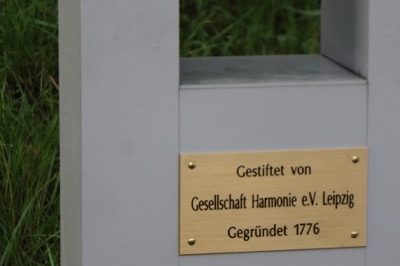 Gestiftet von
Gesellschaft Harmonie e.V. Leipzig
Gegründet 1776